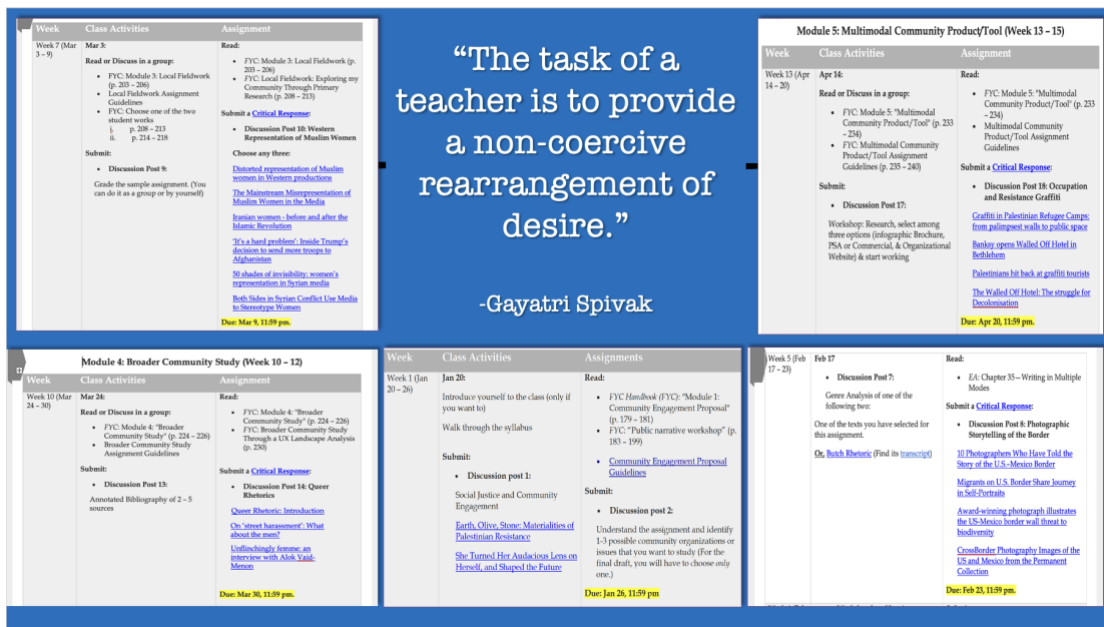 Week Class Activities Assignment
Week 7 (Mar
3 – 9)
Mar 3:
Read or Discuss in a group:
• FYC: Module 3: Local Fieldwork
(p. 203 – 206)
• Local Fieldwork Assignment
Guidelines
• FYC: Choose one of the two
student works
i. p. 208 – 213
ii. p. 214 – 218
Submit:
• Discussion Post 9:
Grade the sample assignment. (You
can do it as a group or by yourself)
Read:
• FYC: Module 3: Local Fieldwork (p.
203 – 206)
• FYC: Local Fieldwork: Exploring my
Community Through Primary
Research (p. 208 – 213)
Submit a Critical Response:
• Discussion Post 10: Western
Representation of Muslim Women
Choose any three:
Distorted representation of Muslim
women in Western productions
The Mainstream Misrepresentation of
Muslim Women in the Media
Iranian women - before and after the
Islamic Revolution
'It's a hard problem': Inside Trump's
decision to send more troops to
Afghanistan
50 shades of invisibility: women's
representation in Syrian media
Both Sides in Syrian Conflict Use Media
to Stereotype Women
Due: Mar 9, 11:59 pm.
“The task of a
teacher is to provide
a non-coercive
rearrangement of
desire.”
-Gayatri Spivak
Module 5: Multimodal Community Product/Tool (Week 13 – 15)
Week Class Activities Assignment
Week 13 (Apr
14 – 20)
Apr 14:
Read or Discuss in a group:
• FYC: Module 5: "Multimodal
Community Product/Tool" (p. 233
– 234)
• FYC: Multimodal Community
Product/Tool Assignment
Guidelines (p. 235 – 240)
Submit:
• Discussion Post 17:
Workshop: Research, select among
three options (infographic Brochure,
PSA or Commercial, & Organizational
Website) & start working
Read:
• FYC: Module 5: "Multimodal
Community Product/Tool" (p. 233
– 234)
• Multimodal Community
Product/Tool Assignment
Guidelines
Submit a Critical Response:
• Discussion Post 18: Occupation
and Resistance Graffiti
Graffiti in Palestinian Refugee Camps:
from palimpsest walls to public space
Banksy opens Walled Off Hotel in
Bethlehem
Palestinians hit back at graffiti tourists
The Walled Off Hotel: The struggle for
Decolonisation
Due: Apr 20, 11:59 pm.
Module 4: Broader Community Study (Week 10 – 12)
Week Class Activities Assignment
Week 10 (Mar
24 – 30)
Mar 24:
Read or Discuss in a group:
• FYC: Module 4: "Broader
Community Study" (p. 224 – 226)
• Broader Community Study
Assignment Guidelines
Submit:
• Discussion Post 13:
Annotated Bibliography of 2 – 5
sources
Read:
• FYC: Module 4: "Broader
Community Study" (p. 224 – 226)
• FYC: Broader Community Study
Through a UX Landscape Analysis
(p. 230)
Submit a Critical Response:
• Discussion Post 14: Queer
Rhetorics
Queer Rhetoric: Introduction
On 'street harassment': What
about the men?
Unflinchingly femme: an
interview with Alok Vaid-
Menon
Due: Mar 30, 11:59 pm.
Week Class Activities Assignments
Week 1 (Jan
20 – 26)
Jan 20:
Introduce yourself to the class (only if
you want to)
Walk through the syllabus
Submit:
• Discussion post 1:
Social Justice and Community
Engagement
Earth, Olive, Stone: Materialities of
Palestinian Resistance
She Turned Her Audacious Lens on
Herself, and Shaped the Future
Read:
• FYC Handbook (FYC): "Module 1:
Community Engagement Proposal"
(p. 179 – 181)
• FYC: "Public narrative workshop" (p.
183 – 199)
• Community Engagement Proposal
Guidelines
Submit:
• Discussion post 2:
Understand the assignment and identify
1-3 possible community organizations or
issues that you want to study (For the
final draft, you will have to choose only
one.)
Due: Jan 26, 11:59 pm
Week 5 (Feb
17 – 23)
Feb 17
• Discussion Post 7:
Genre Analysis of one of the
following two:
One of the texts you have selected for
this assignment.
Or, Butch Rhetoric (Find its transcript)
Read:
• EA: Chapter 35 – Writing in Multiple
Modes
Submit a Critical Response:
• Discussion Post 8: Photographic
Storytelling of the Border
10 Photographers Who Have Told the
Story of the U.S.-Mexico Border
Migrants on U.S. Border Share Journey
in Self-Portraits
Award-winning photograph illustrates
the US-Mexico border wall threat to
biodiversity
CrossBorder Photography Images of the
US and Mexico from the Permanent
Collection
Due: Feb 23, 11:59 pm.